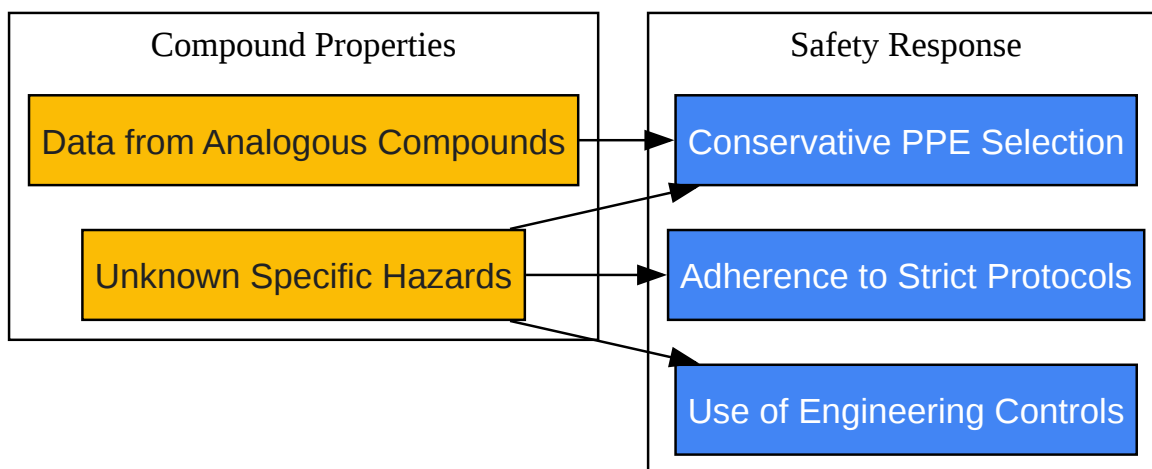 Compound Properties
Data from Analogous Compounds
Unknown Specific Hazards
Safety Response
Conservative PPE Selection
Adherence to Strict Protocols
Use of Engineering Controls